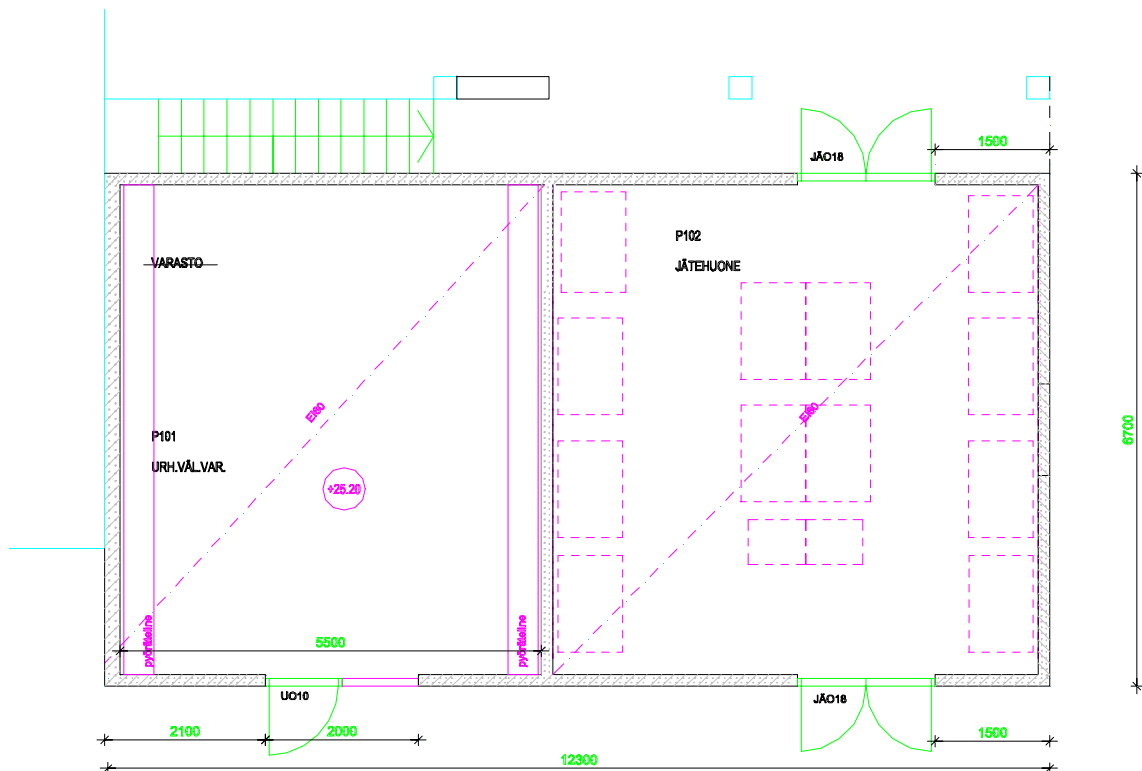 JÄO18
1500
P102
JÄTEHUONE
VARASTO
EI60
EI60
6700
P101
URH.VÄL.VAR.
+25.20
pyöräteline
pyöräteline
5500
UO10
JÄO18
2100
2000
1500
12300